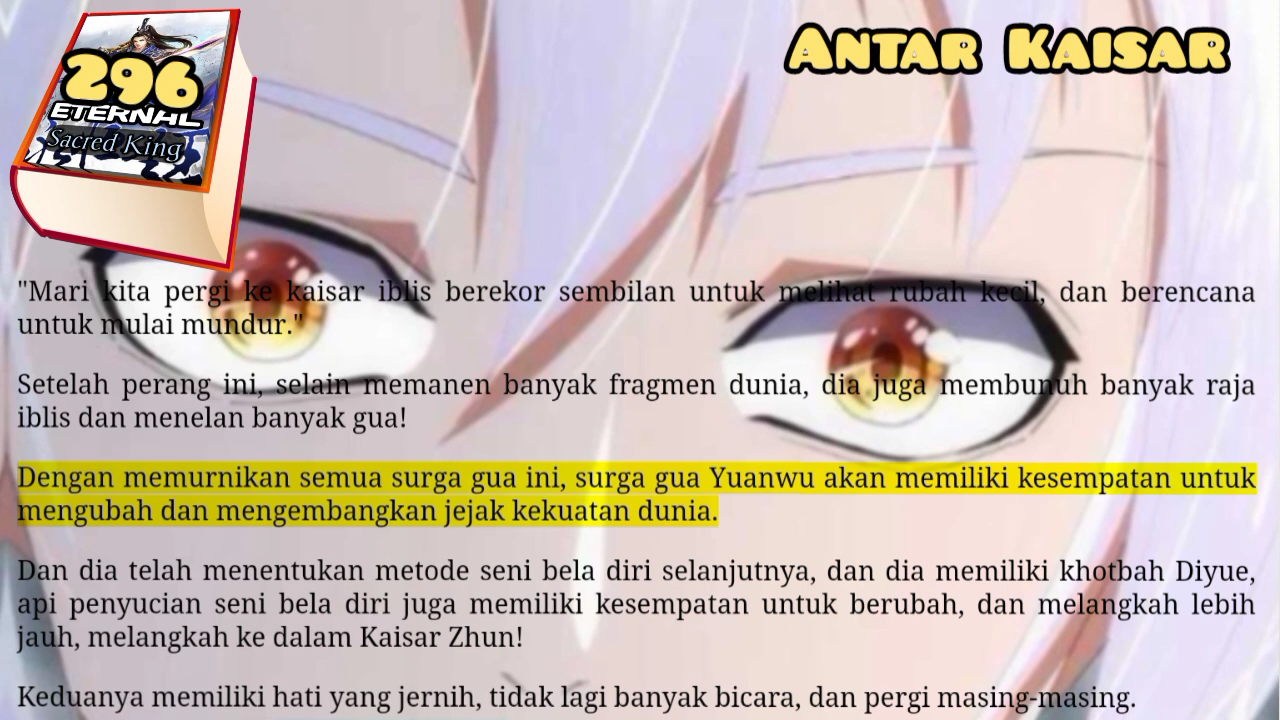 296
ETERNAL
Sacred King
ANTAR KAISAR
"Mari kita pergi ke kaisar iblis berekor sembilan untuk melihat rubah kecil, dan berencana
untuk mulai mundur."
Setelah perang ini, selain memanen banyak fragmen dunia, dia juga membunuh banyak raja
iblis dan menelan banyak gua!
Dengan memurnikan semua surga gua ini, surga gua Yuanwu akan memiliki kesempatan untuk
mengubah dan mengembangkan jejak kekuatan dunia.
Dan dia telah menentukan metode seni bela diri selanjutnya, dan dia memiliki khotbah Diyue,
api penyucian seni bela diri juga memiliki kesempatan untuk berubah, dan melangkah lebih
jauh, melangkah ke dalam Kaisar Zhun!
Keduanya memiliki hati yang jernih, tidak lagi banyak bicara, dan pergi masing-masing.